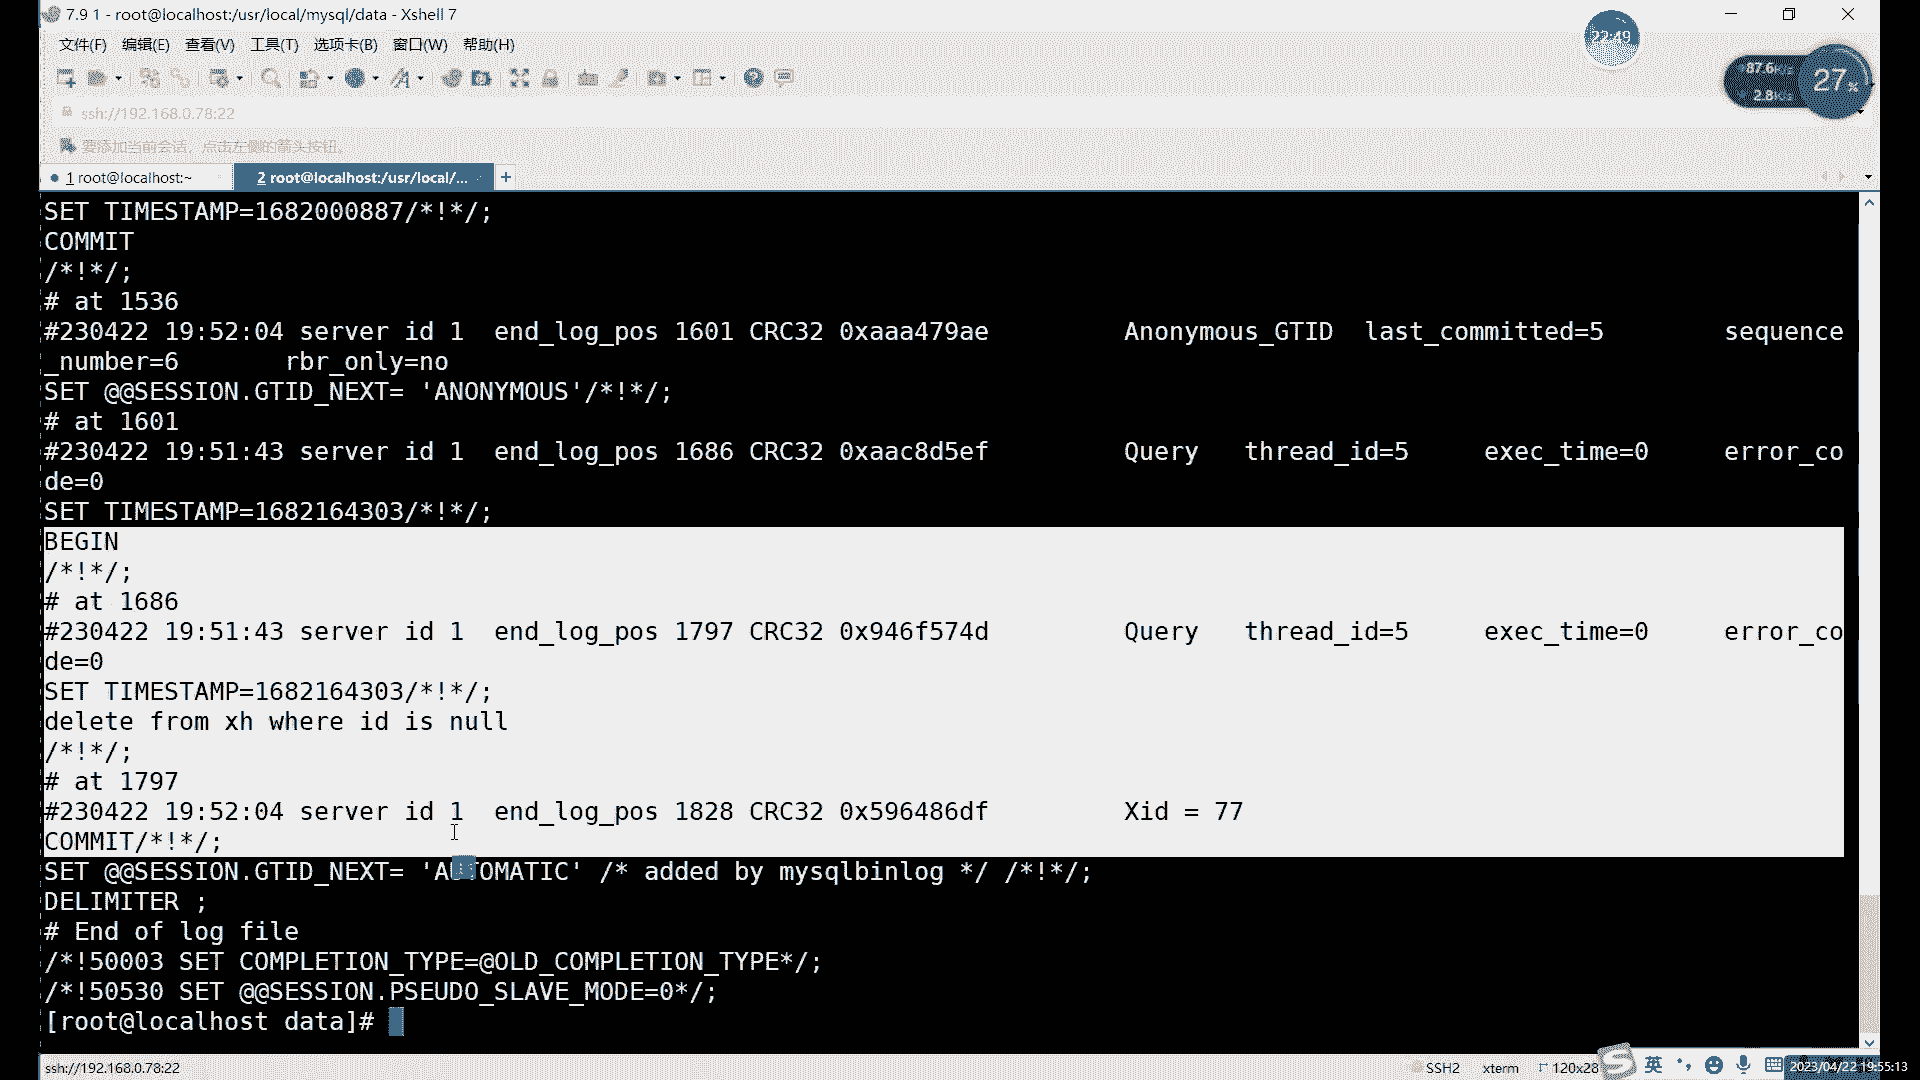 7.9 1 - root@localhost:/usr/local/mysql/data - Xshell 7
22:49
文件(F) 编辑(E) 查看(V) 工具(T) 选项卡(B) 窗口(W) 帮助(H)
87.6K/s
2.8K/s
27%
ssh://192.168.0.78:22
要添加当前会话，点击左侧的箭头按钮。
1 root@localhost:~
2 root@localhost:/usr/local/...
SET TIMESTAMP=1682000887/*!*/;
COMMIT
/*!*/;
# at 1536
#230422 19:52:04 server id 1  end_log_pos 1601 CRC32 0xaaa479ae         Anonymous_GTID  last_committed=5        sequence
_number=6       rbr_only=no
SET @@SESSION.GTID_NEXT= 'ANONYMOUS'/*!*/;
# at 1601
#230422 19:51:43 server id 1  end_log_pos 1686 CRC32 0xaac8d5ef         Query   thread_id=5     exec_time=0     error_co
de=0
SET TIMESTAMP=1682164303/*!*/;
BEGIN
/*!*/;
# at 1686
#230422 19:51:43 server id 1  end_log_pos 1797 CRC32 0x946f574d         Query   thread_id=5     exec_time=0     error_co
de=0
SET TIMESTAMP=1682164303/*!*/;
delete from xh where id is null
/*!*/;
# at 1797
#230422 19:52:04 server id 1  end_log_pos 1828 CRC32 0x596486df         Xid = 77
COMMIT/*!*/;
SET @@SESSION.GTID_NEXT= 'AUTOMATIC' /* added by mysqlbinlog */ /*!*/;
DELIMITER ;
# End of log file
/*!50003 SET COMPLETION_TYPE=@OLD_COMPLETION_TYPE*/;
/*!50530 SET @@SESSION.PSEUDO_SLAVE_MODE=0*/;
[root@localhost data]#
ssh://192.168.0.78:22
SSH2 xterm 120x28
英
2023/04/22 19:55:13